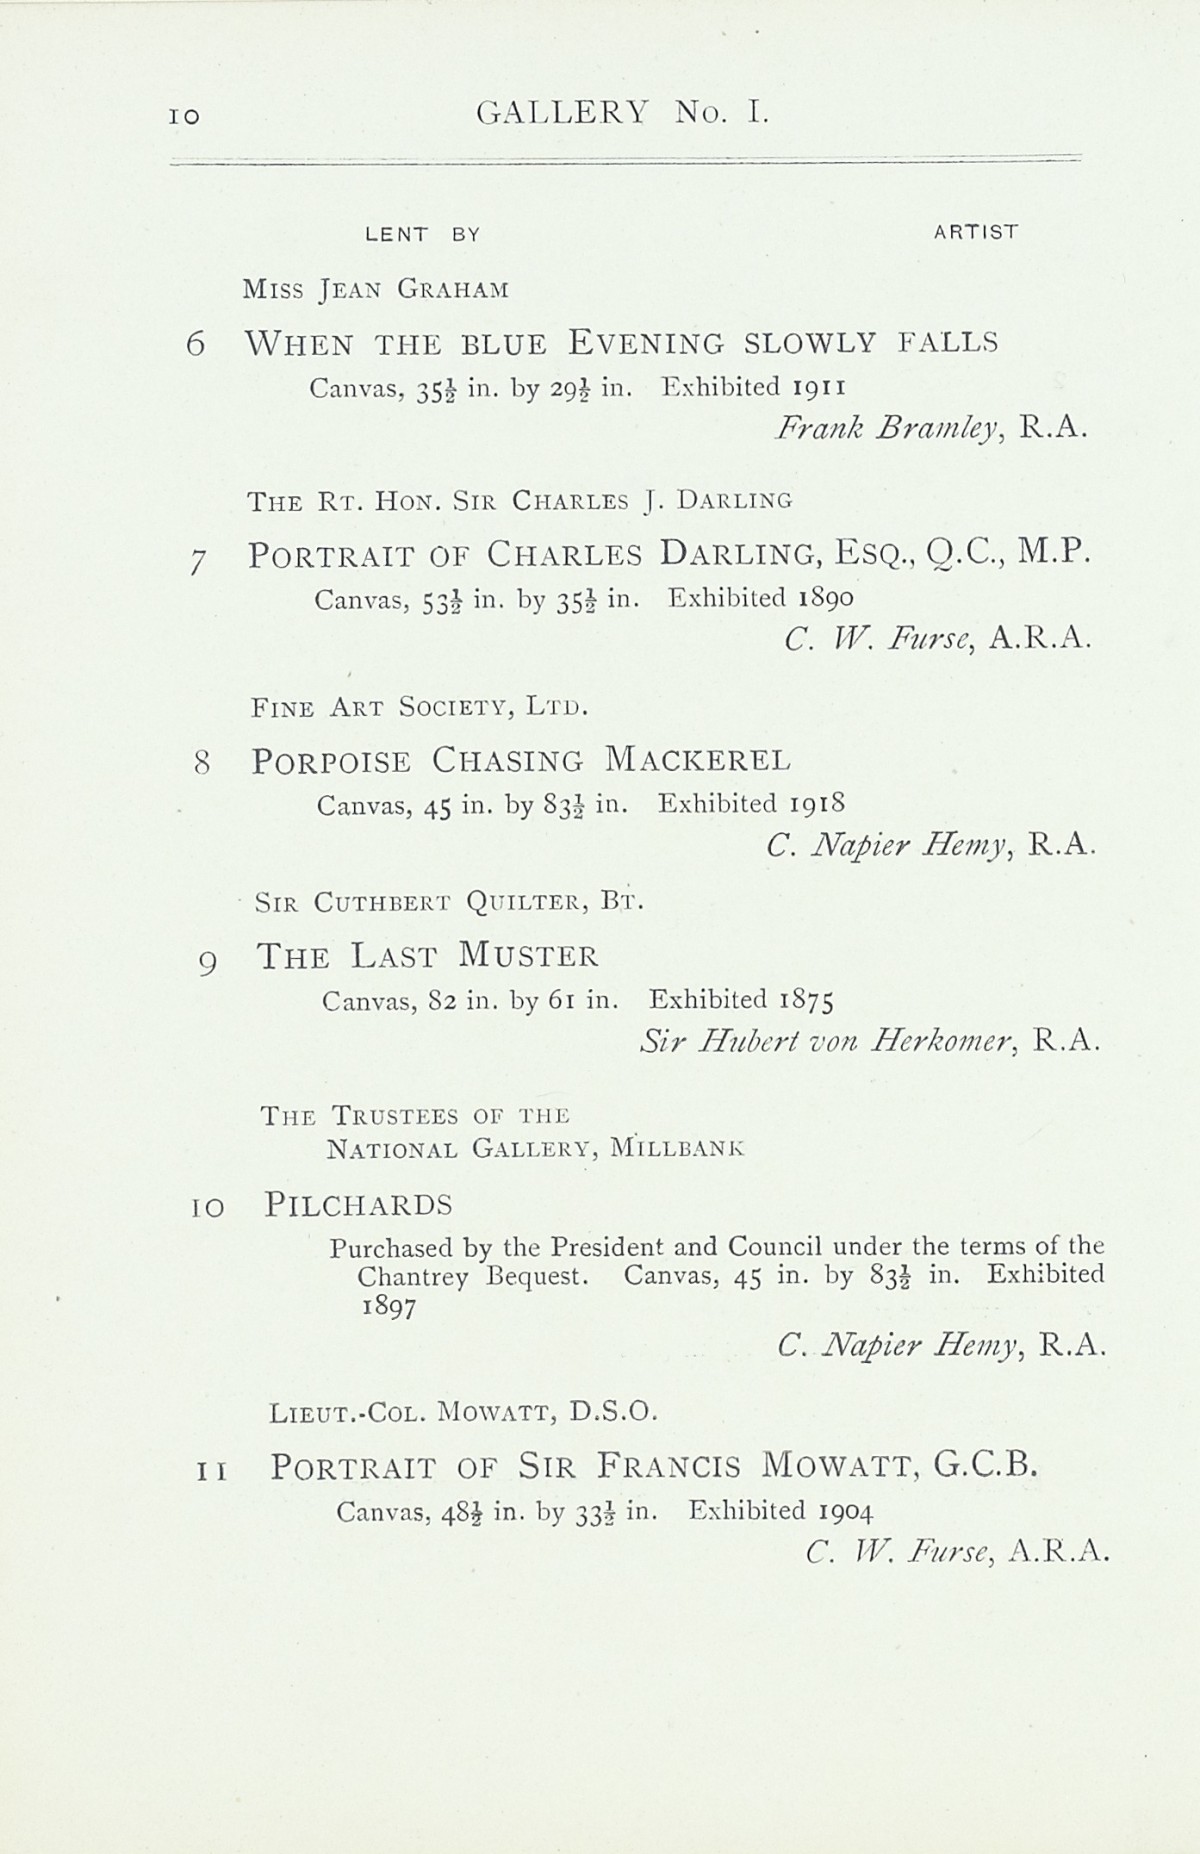 10 GALLERY No. I.
LENT BY ARTIST
MISS JEAN GRAHAM
6 WHEN THE BLUE EVENING SLOWLY FALLS
Canvas, 35½ in. by 29½ in. Exhibited 1911
Frank Bramley, R.A.
THE RT. HON. SIR CHARLES J. DARLING
7 PORTRAIT OF CHARLES DARLING, ESQ., Q.C., M.P.
Canvas, 53½ in. by 35½ in. Exhibited 1890
C. W. Furse, A.R.A.
FINE ART SOCIETY, LTD.
8 PORPOISE CHASING MACKEREL
Canvas, 45 in. by 83½ in. Exhibited 1918
C. Napier Hemy, R.A.
SIR CUTHBERT QUILTER, BT.
9 THE LAST MUSTER
Canvas, 82 in. by 61 in. Exhibited 1875
Sir Hubert von Herkomer, R.A.
THE TRUSTEES OF THE
NATIONAL GALLERY, MILLBANK
10 PILCHARDS
Purchased by the President and Council under the terms of the
Chantrey Bequest. Canvas, 45 in. by 83½ in. Exhibited
1897
C. Napier Hemy, R.A.
LIEUT.-COL. MOWATT, D.S.O.
11 PORTRAIT OF SIR FRANCIS MOWATT, G.C.B.
Canvas, 48½ in. by 33½ in. Exhibited 1904
C. W. Furse, A.R.A.